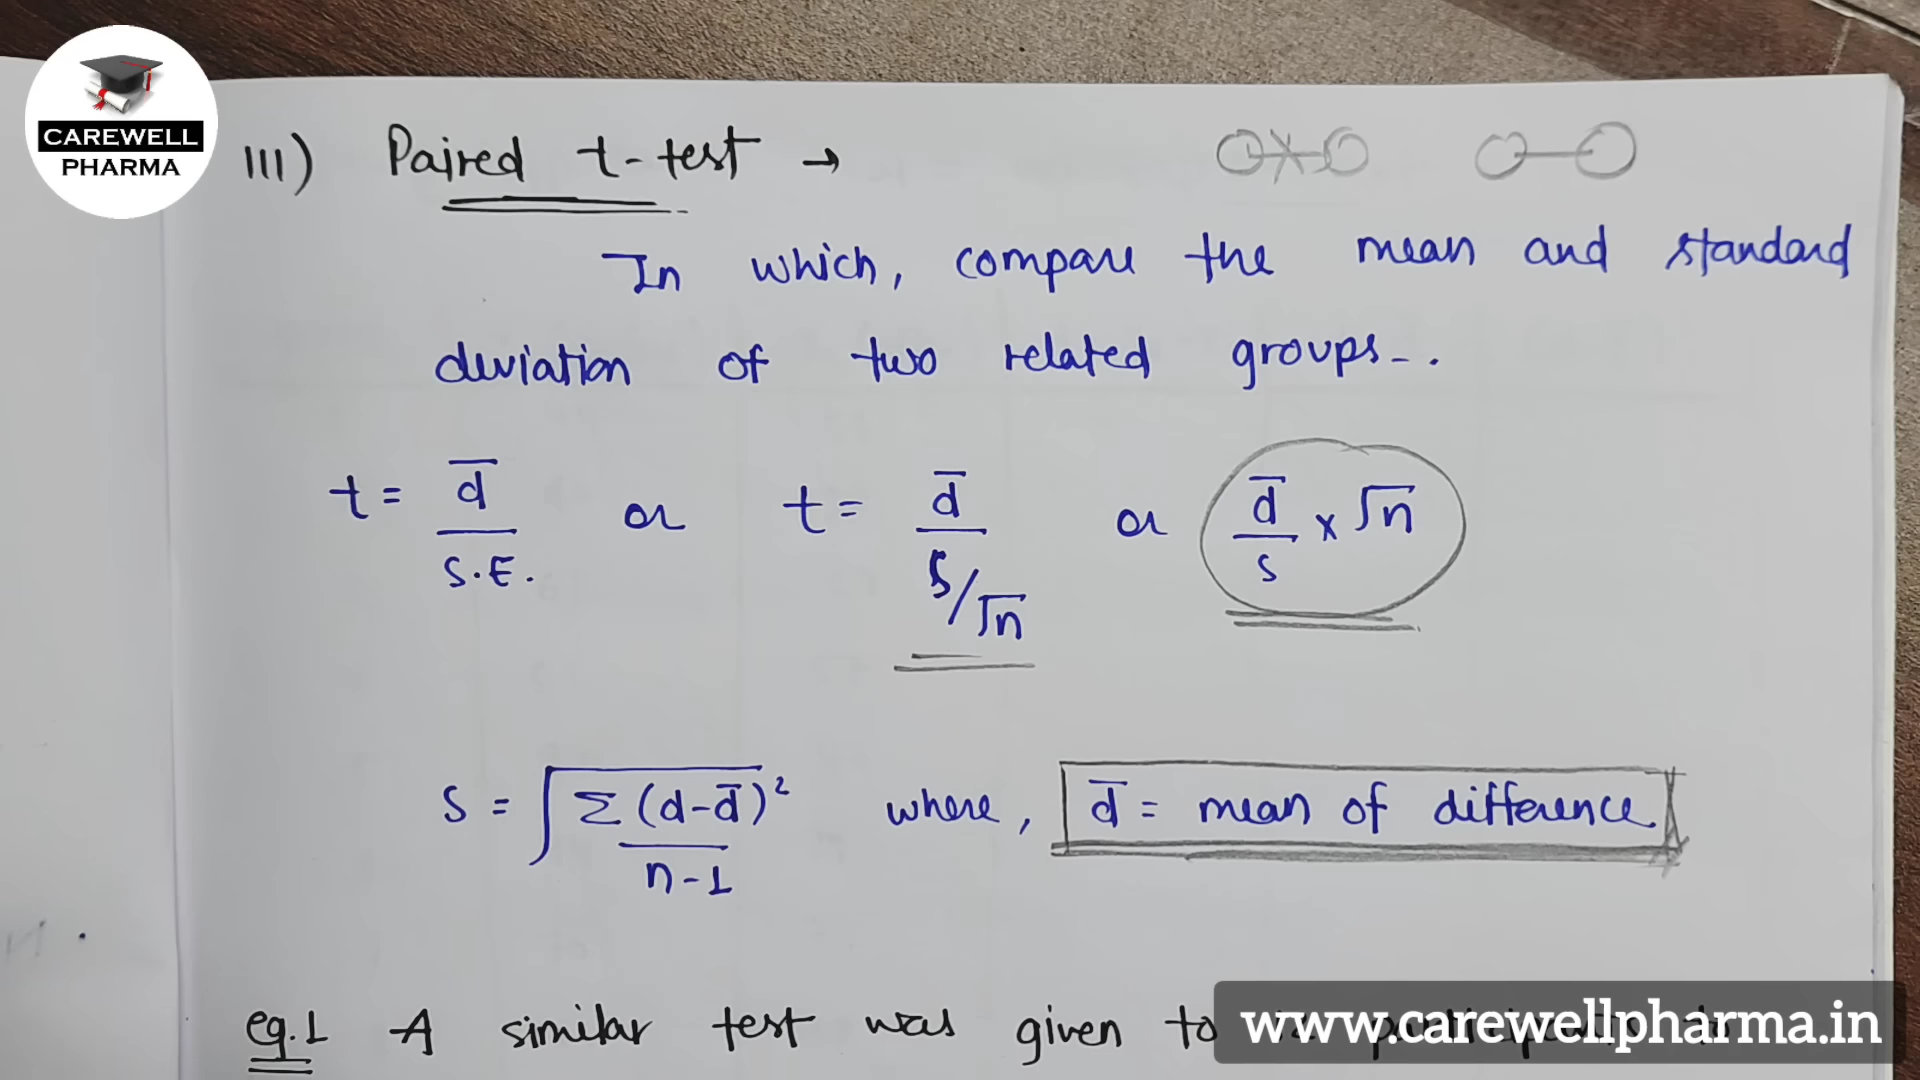 CAREWELL
PHARMA
III) Paired t-test →
In which, compare the mean and standard
deviation of two related groups-.
t = d̅ / S.E. or t = d̅ / S/√n or d̅ / s × √n
S = √ Σ(d-d̅)² / n-1 where, d̅ = mean of difference
eg.1 A similar test was given to
www.carewellpharma.in